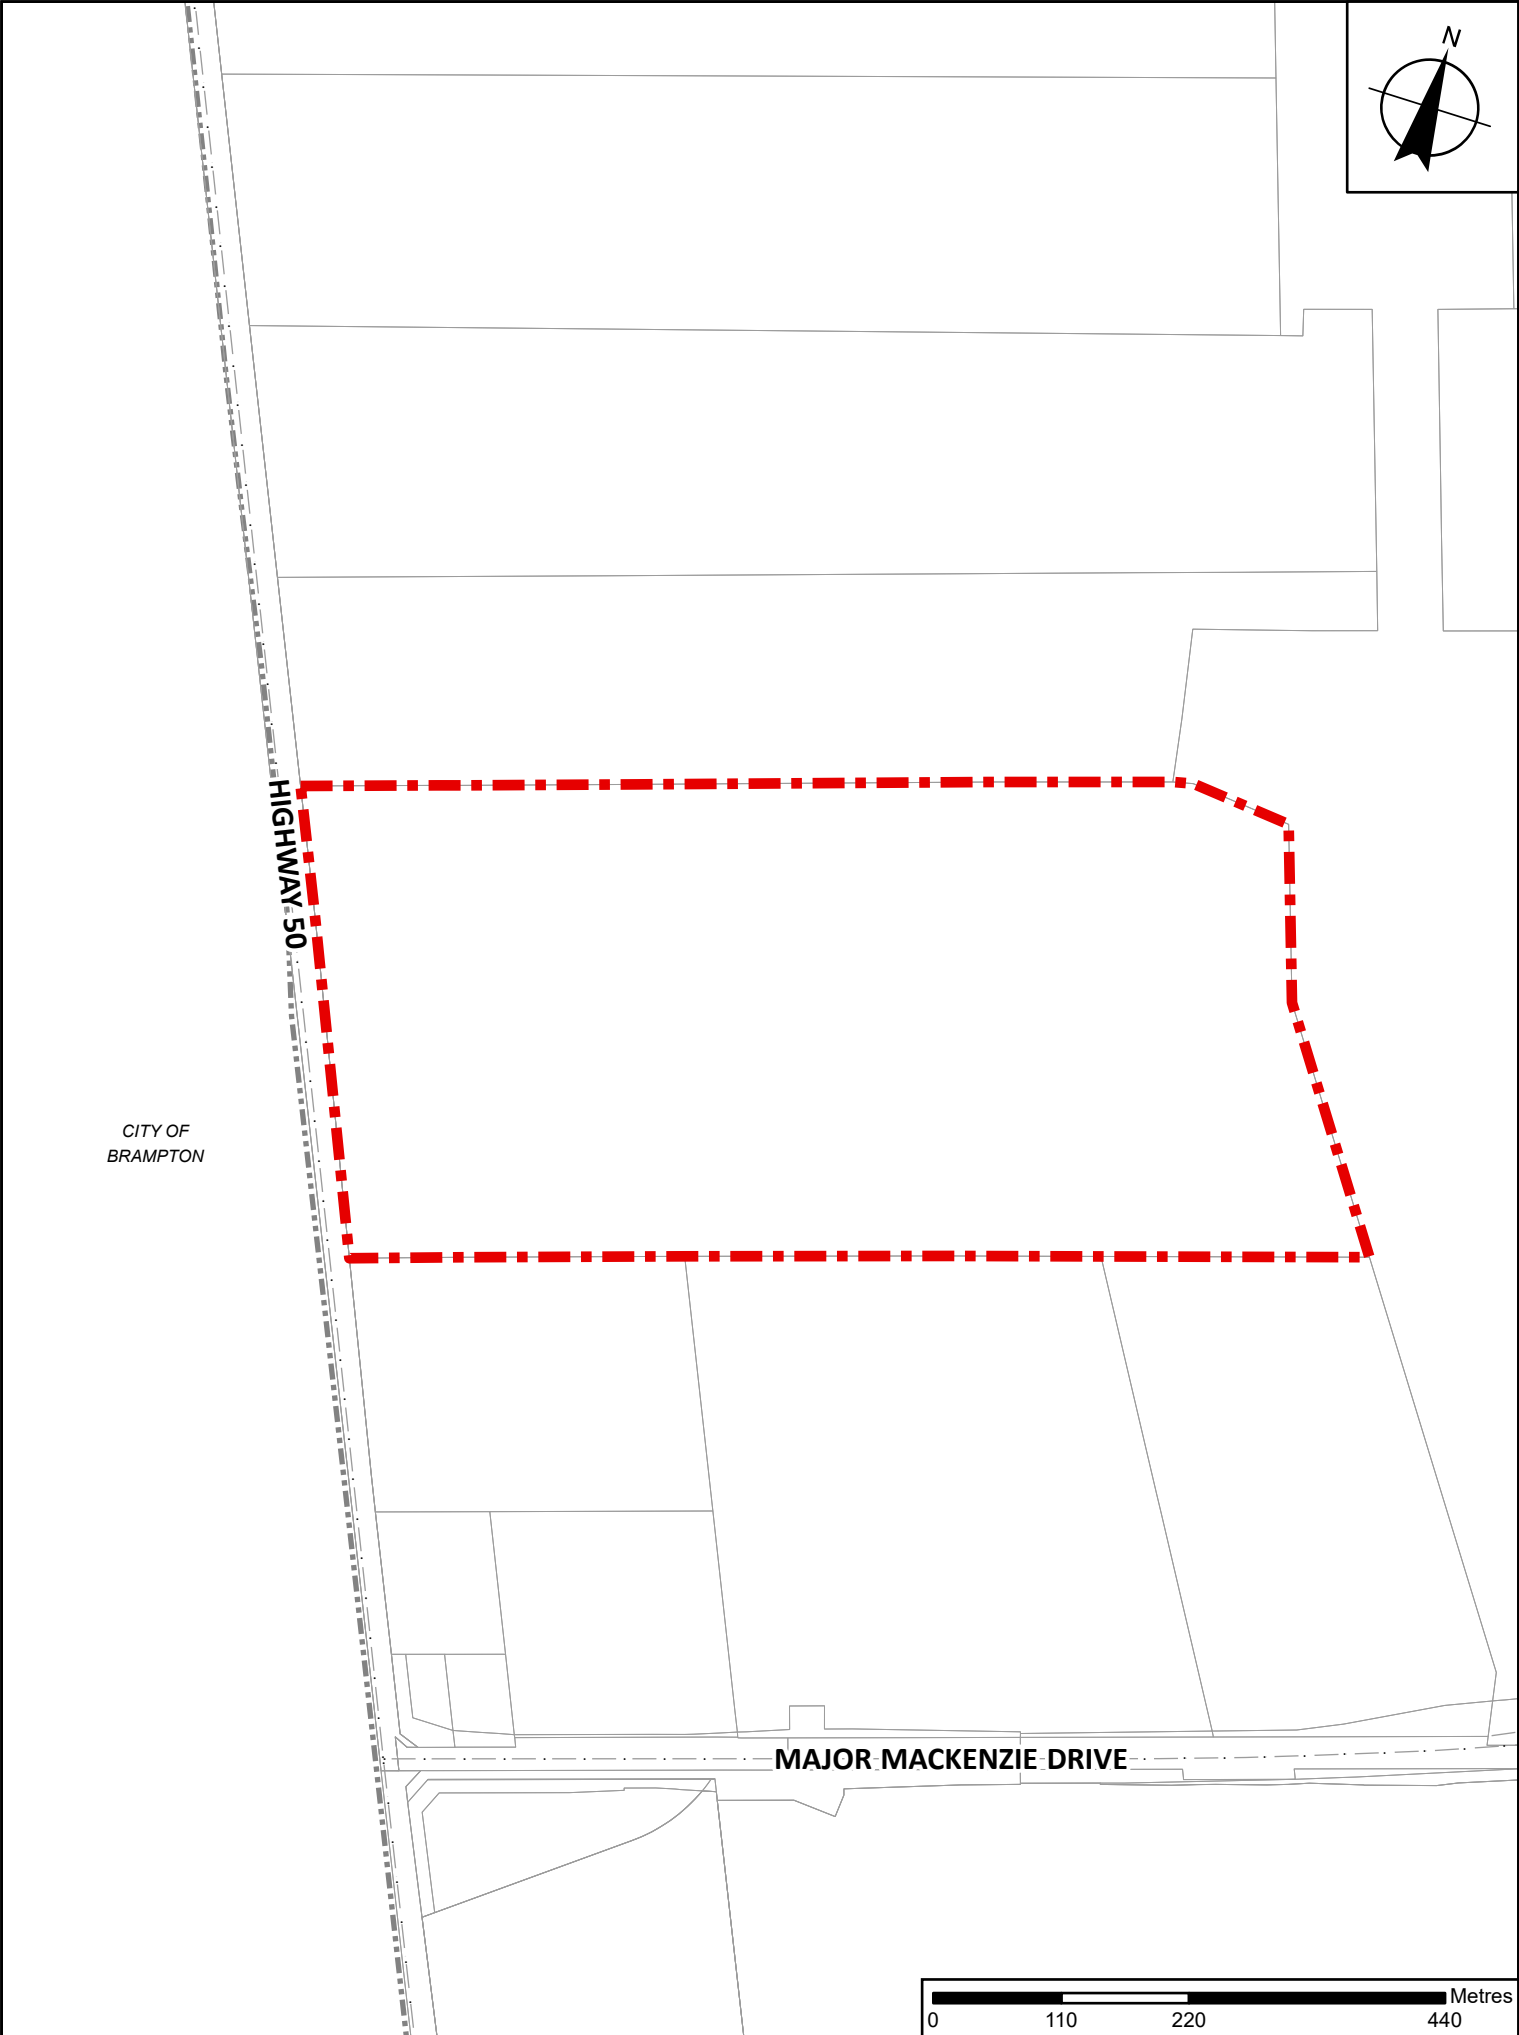 N
HIGHWAY 50
CITY OF
BRAMPTON
MAJOR MACKENZIE DRIVE
Metres
0 110 220 440